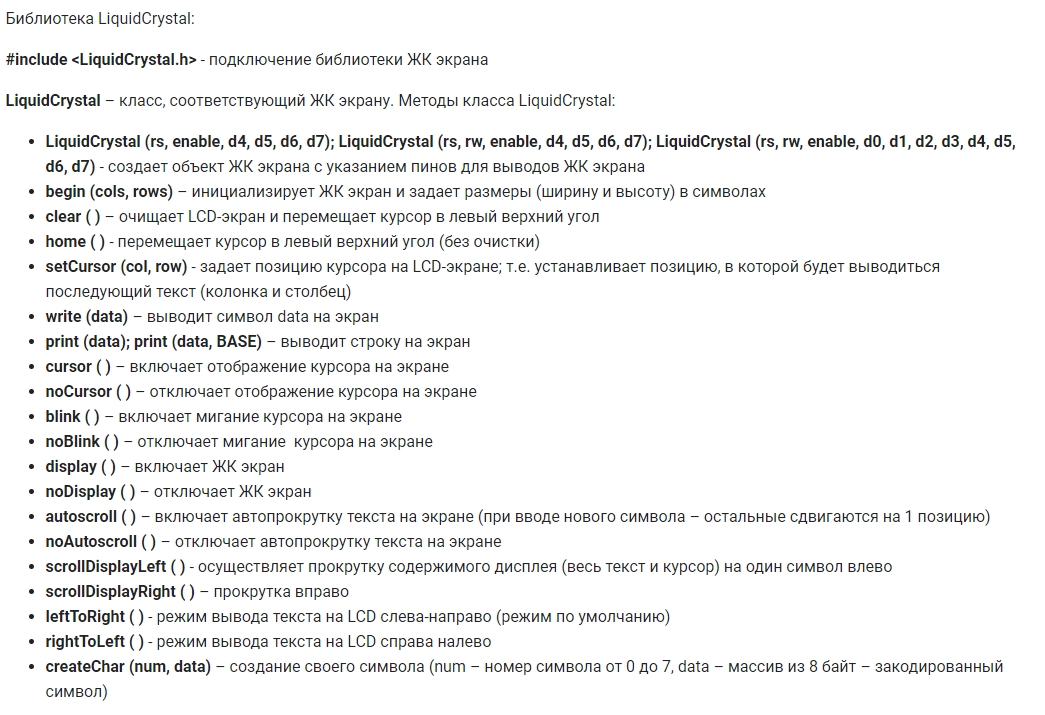 Библиотека LiquidCrystal:
#include <LiquidCrystal.h> - подключение библиотеки ЖК экрана
LiquidCrystal – класс, соответствующий ЖК экрану. Методы класса LiquidCrystal:
• LiquidCrystal (rs, enable, d4, d5, d6, d7); LiquidCrystal (rs, rw, enable, d4, d5, d6, d7); LiquidCrystal (rs, rw, enable, d0, d1, d2, d3, d4, d5,
d6, d7) - создает объект ЖК экрана с указанием пинов для выводов ЖК экрана
• begin (cols, rows) – инициализирует ЖК экран и задает размеры (ширину и высоту) в символах
• clear ( ) – очищает LCD-экран и перемещает курсор в левый верхний угол
• home ( ) - перемещает курсор в левый верхний угол (без очистки)
• setCursor (col, row) - задает позицию курсора на LCD-экране; т.е. устанавливает позицию, в которой будет выводиться
последующий текст (колонка и столбец)
• write (data) – выводит символ data на экран
• print (data); print (data, BASE) – выводит строку на экран
• cursor ( ) – включает отображение курсора на экране
• noCursor ( ) – отключает отображение курсора на экране
• blink ( ) – включает мигание курсора на экране
• noBlink ( ) – отключает мигание  курсора на экране
• display ( ) – включает ЖК экран
• noDisplay ( ) – отключает ЖК экран
• autoscroll ( ) – включает автопрокрутку текста на экране (при вводе нового символа – остальные сдвигаются на 1 позицию)
• noAutoscroll ( ) – отключает автопрокрутку текста на экране
• scrollDisplayLeft ( ) - осуществляет прокрутку содержимого дисплея (весь текст и курсор) на один символ влево
• scrollDisplayRight ( ) – прокрутка вправо
• leftToRight ( ) - режим вывода текста на LCD слева-направо (режим по умолчанию)
• rightToLeft ( ) - режим вывода текста на LCD справа налево
• createChar (num, data) – создание своего символа (num – номер символа от 0 до 7, data – массив из 8 байт – закодированный
символ)